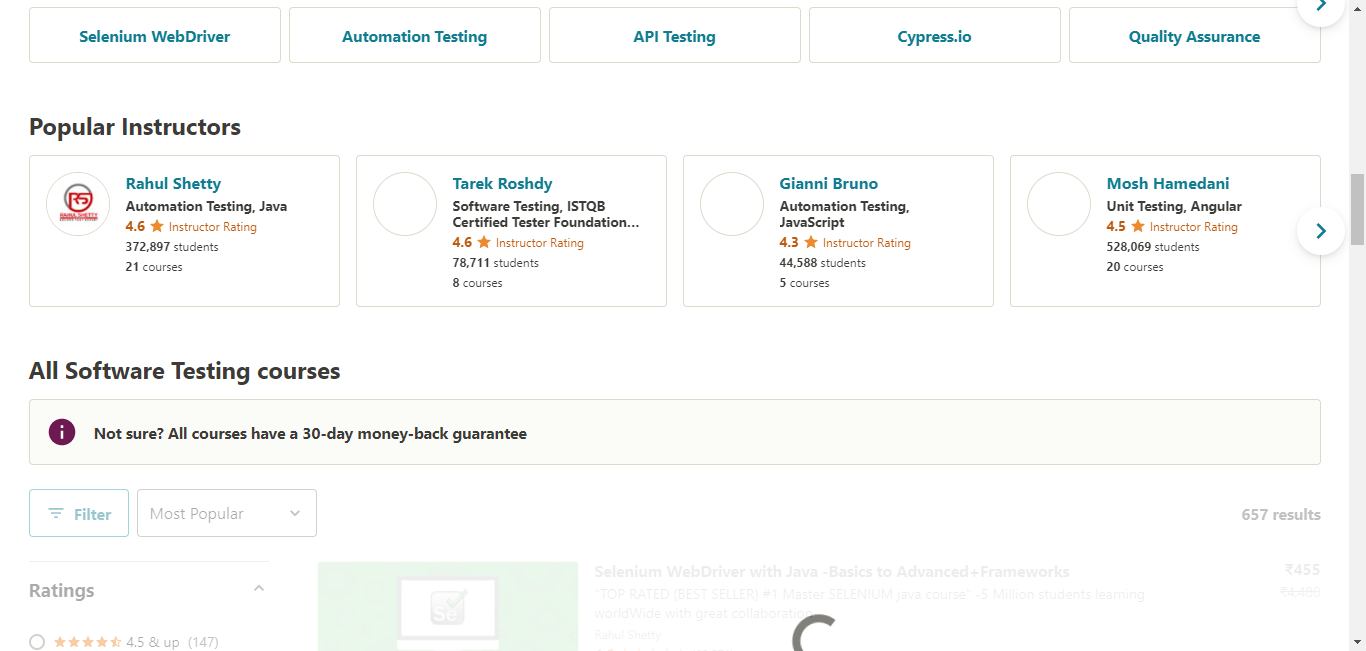 Selenium WebDriver
Automation Testing
API Testing
Cypress.io
Quality Assurance
Popular Instructors
RAHUL SHETTY
Rahul Shetty
Automation Testing, Java
4.6 Instructor Rating
372,897 students
21 courses
Tarek Roshdy
Software Testing, ISTQB
Certified Tester Foundation...
4.6 Instructor Rating
78,711 students
8 courses
Gianni Bruno
Automation Testing,
JavaScript
4.3 Instructor Rating
44,588 students
5 courses
Mosh Hamedani
Unit Testing, Angular
4.5 Instructor Rating
528,069 students
20 courses
All Software Testing courses
Not sure? All courses have a 30-day money-back guarantee
Filter
Most Popular
657 results
Ratings
4.5 & up (147)
Se
Selenium WebDriver with Java -Basics to Advanced+Frameworks
₹455
"TOP RATED (BEST SELLER) #1 Master SELENIUM java course" -5 Million students learning
₹4,480
worldWide with great collaborating
Rahul Shetty